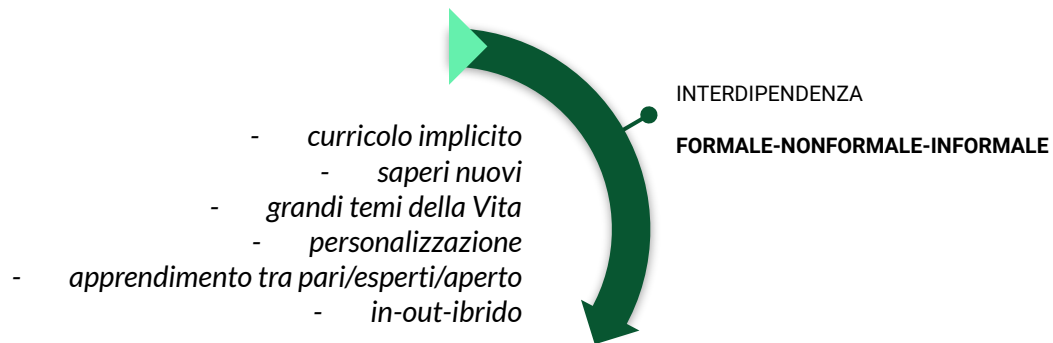 INTERDIPENDENZA
FORMALE-NONFORMALE-INFORMALE
- curricolo implicito
- saperi nuovi
- grandi temi della Vita
- personalizzazione
- apprendimento tra pari/esperti/aperto
- in-out-ibrido